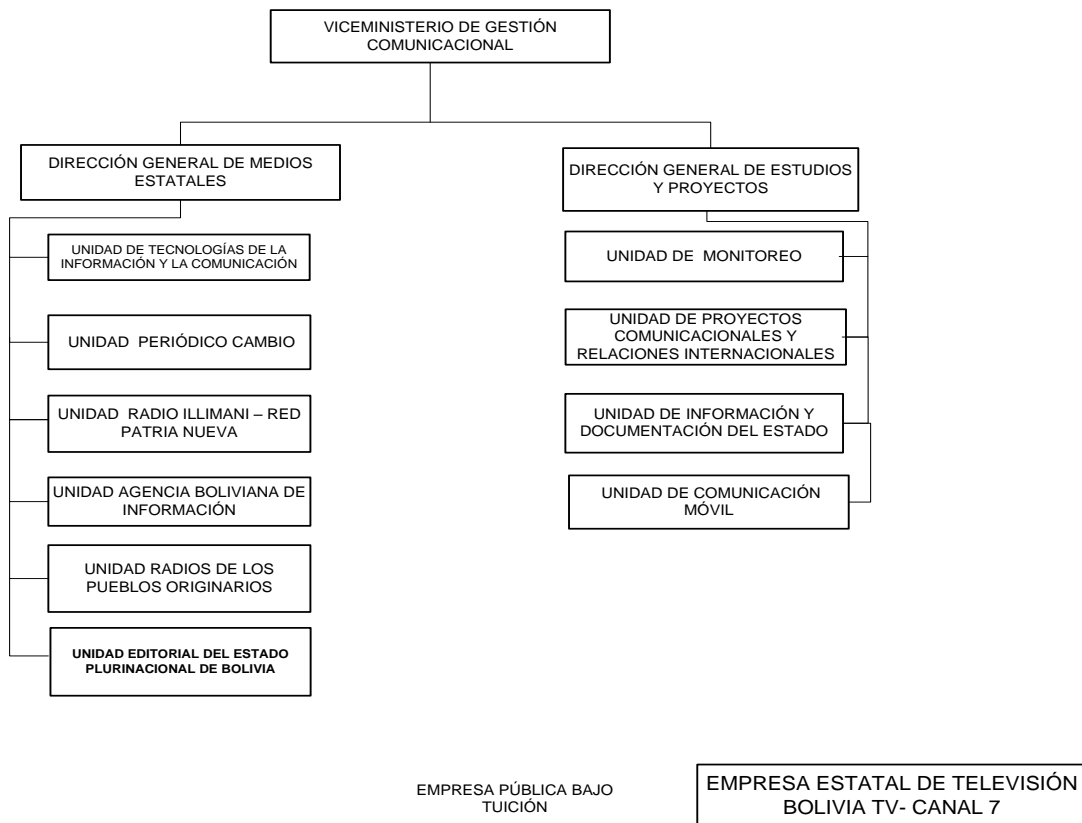 VICEMINISTERIO DE GESTIÓN
COMUNICACIONAL
DIRECCIÓN GENERAL DE MEDIOS
ESTATALES
UNIDAD DE TECNOLOGÍAS DE LA
INFORMACIÓN Y LA COMUNICACIÓN
UNIDAD PERIÓDICO CAMBIO
UNIDAD RADIO ILLIMANI – RED
PATRIA NUEVA
UNIDAD AGENCIA BOLIVIANA DE
INFORMACIÓN
UNIDAD RADIOS DE LOS
PUEBLOS ORIGINARIOS
UNIDAD EDITORIAL DEL ESTADO
PLURINACIONAL DE BOLIVIA
DIRECCIÓN GENERAL DE ESTUDIOS
Y PROYECTOS
UNIDAD DE MONITOREO
UNIDAD DE PROYECTOS
COMUNICACIONALES Y
RELACIONES INTERNACIONALES
UNIDAD DE INFORMACIÓN Y
DOCUMENTACIÓN DEL ESTADO
UNIDAD DE COMUNICACIÓN
MÓVIL
EMPRESA PÚBLICA BAJO
TUICIÓN
EMPRESA ESTATAL DE TELEVISIÓN
BOLIVIA TV- CANAL 7